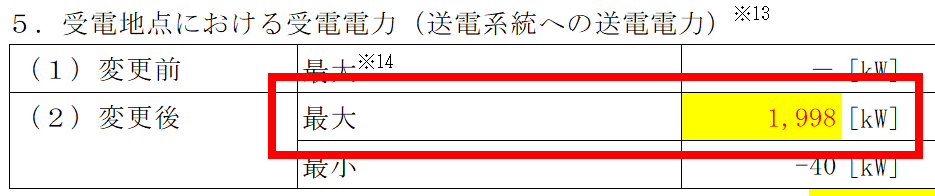 ５．受電地点における受電電力（送電系統への送電電力）※13
（１）変更前 最大※14 － [kW]
（２）変更後 最大 1,998 [kW]
最小 -40 [kW]